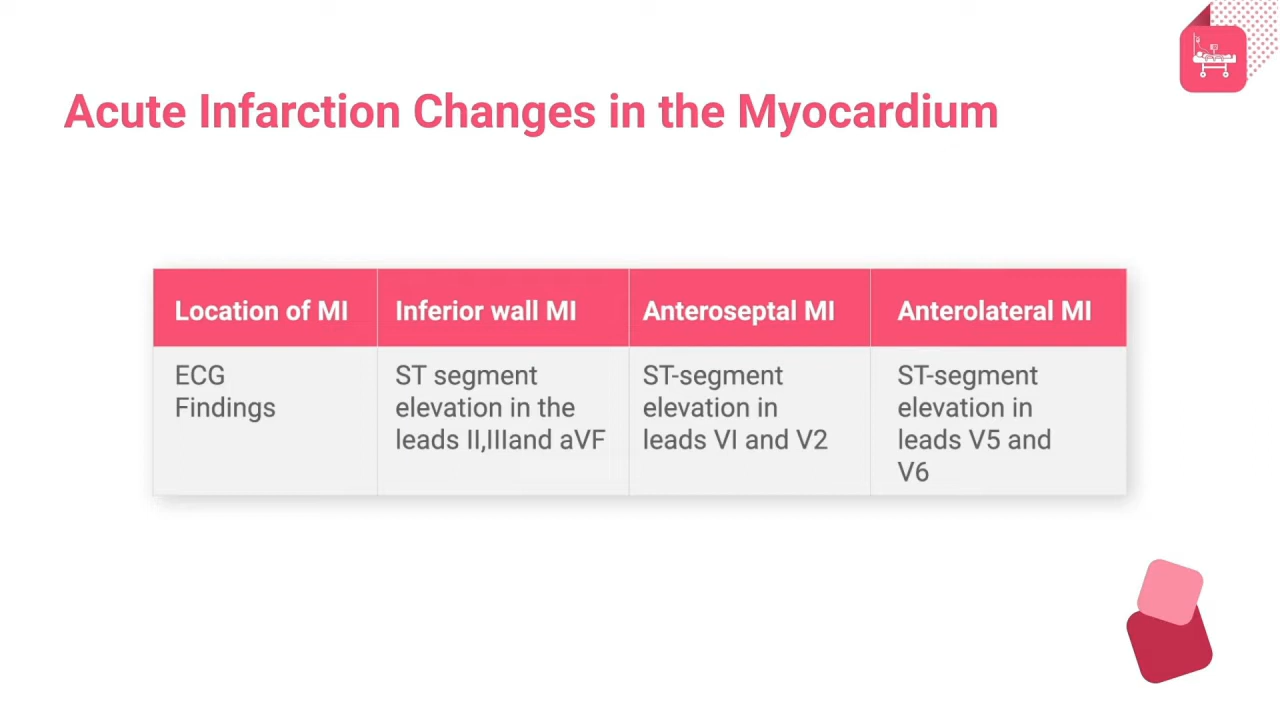 Acute Infarction Changes in the Myocardium
Location of MI
Inferior wall MI
Anteroseptal MI
Anterolateral MI
ECG
Findings
ST segment
elevation in the
leads II,IIIand aVF
ST-segment
elevation in
leads VI and V2
ST-segment
elevation in
leads V5 and
V6